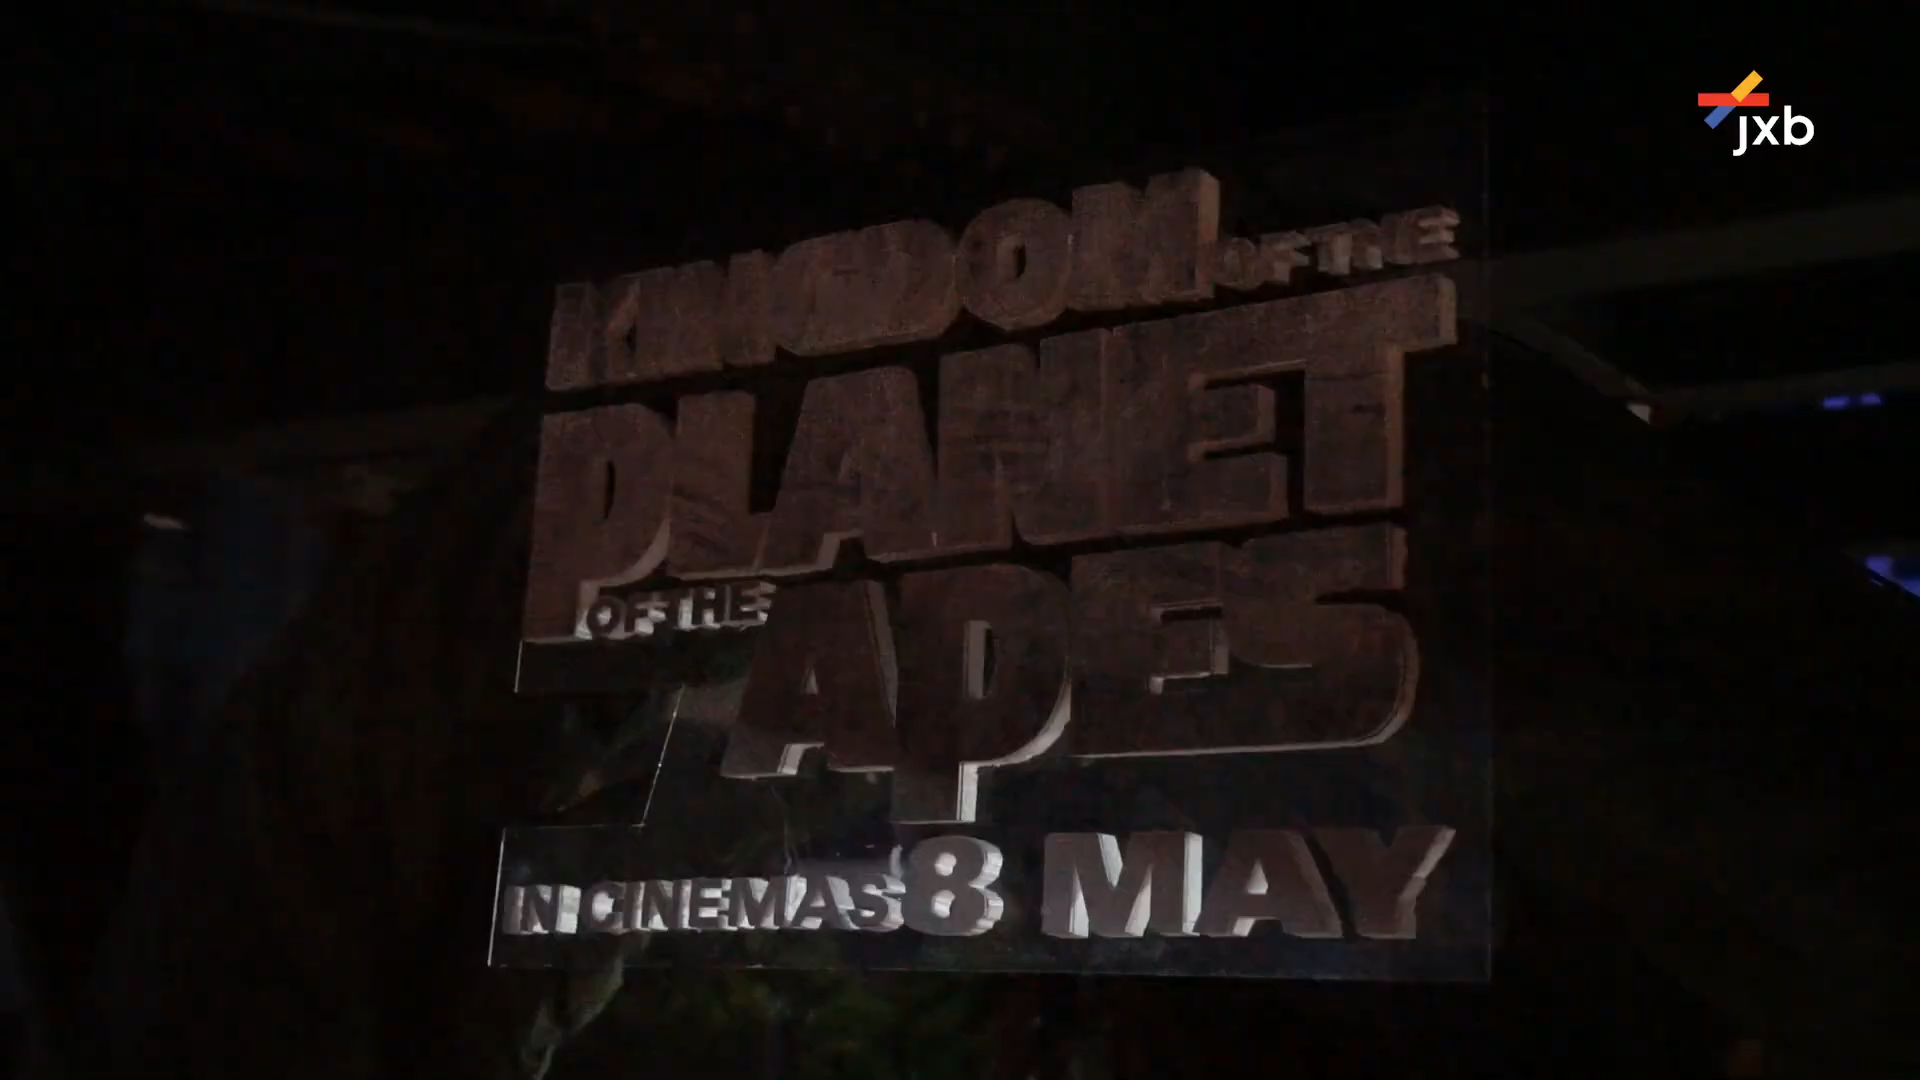 jxb
KINGDOM OF THE
PLANET
OF THE APES
IN CINEMAS 8 MAY